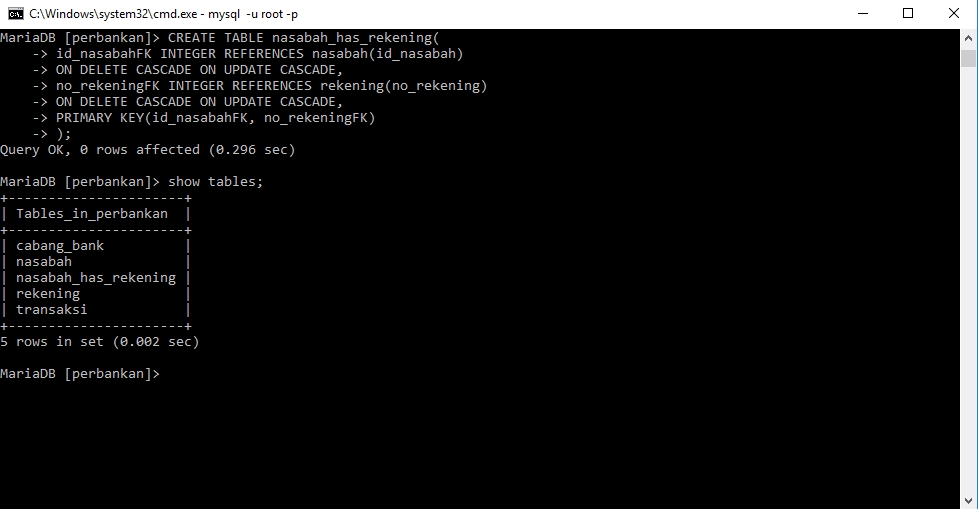 C:\Windows\system32\cmd.exe - mysql  -u root -p
MariaDB [perbankan]> CREATE TABLE nasabah_has_rekening(
    -> id_nasabahFK INTEGER REFERENCES nasabah(id_nasabah)
    -> ON DELETE CASCADE ON UPDATE CASCADE,
    -> no_rekeningFK INTEGER REFERENCES rekening(no_rekening)
    -> ON DELETE CASCADE ON UPDATE CASCADE,
    -> PRIMARY KEY(id_nasabahFK, no_rekeningFK)
    -> );
Query OK, 0 rows affected (0.296 sec)
MariaDB [perbankan]> show tables;
+----------------------+
| Tables_in_perbankan  |
+----------------------+
| cabang_bank          |
| nasabah              |
| nasabah_has_rekening |
| rekening             |
| transaksi            |
+----------------------+
5 rows in set (0.002 sec)
MariaDB [perbankan]>